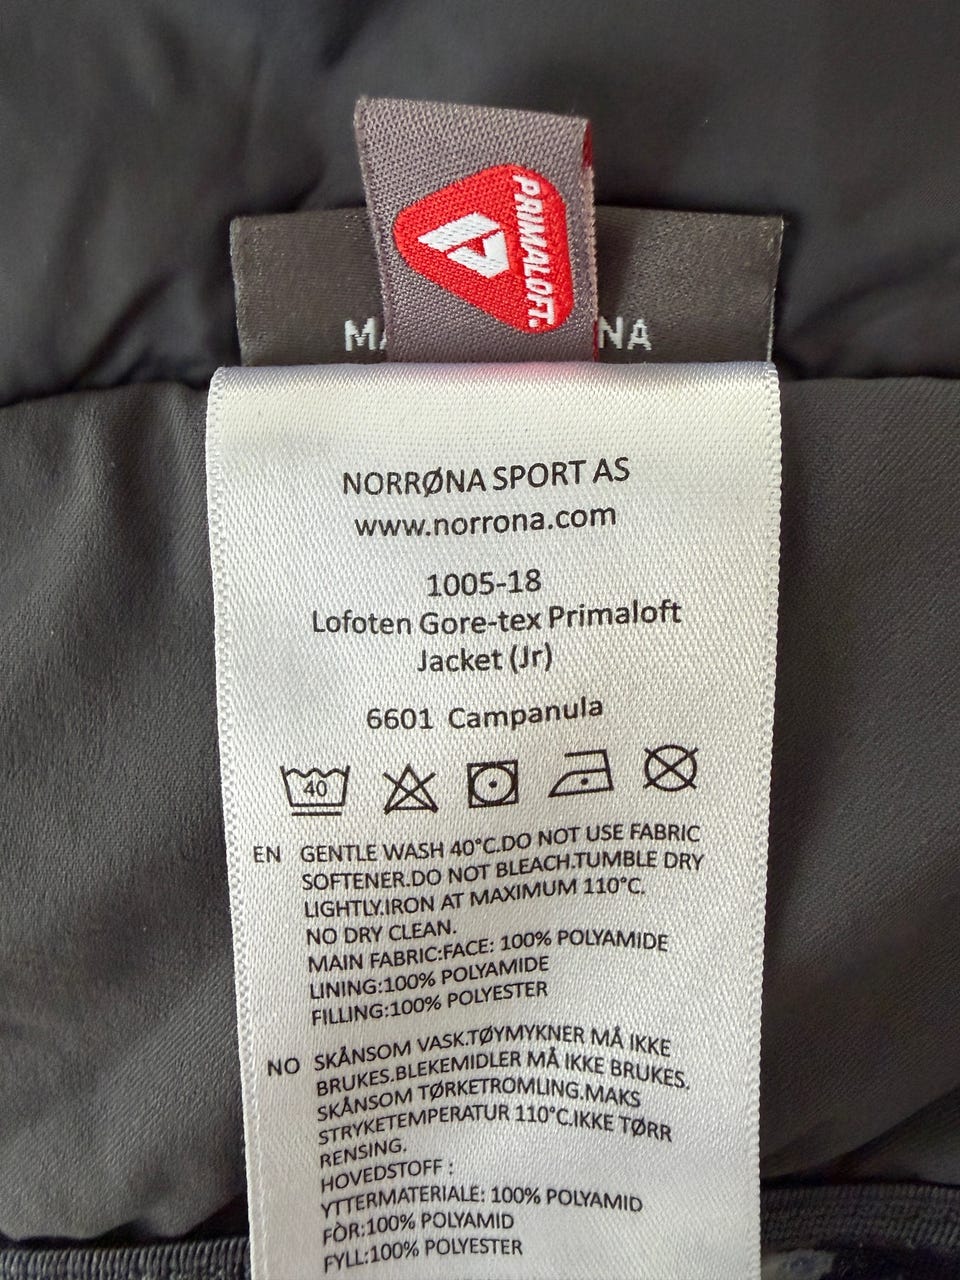 PRIMALOFT.
NA
NORRØNA SPORT AS
www.norrona.com
1005-18
Lofoten Gore-tex Primaloft
Jacket (Jr)
6601 Campanula
40
EN GENTLE WASH 40°C.DO NOT USE FABRIC
SOFTENER.DO NOT BLEACH.TUMBLE DRY
LIGHTLY.IRON AT MAXIMUM 110°C.
NO DRY CLEAN.
MAIN FABRIC:FACE: 100% POLYAMIDE
LINING:100% POLYAMIDE
FILLING:100% POLYESTER
NO SKÅNSOM VASK.TØYMYKNER MÅ IKKE
BRUKES.BLEKEMIDLER MÅ IKKE BRUKES.
SKÅNSOM TØRKETROMLING.MAKS
STRYKETEMPERATUR 110°C.IKKE TØRR
RENSING.
HOVEDSTOFF :
YTTERMATERIALE: 100% POLYAMID
FÒR:100% POLYAMID
FYLL:100% POLYESTER